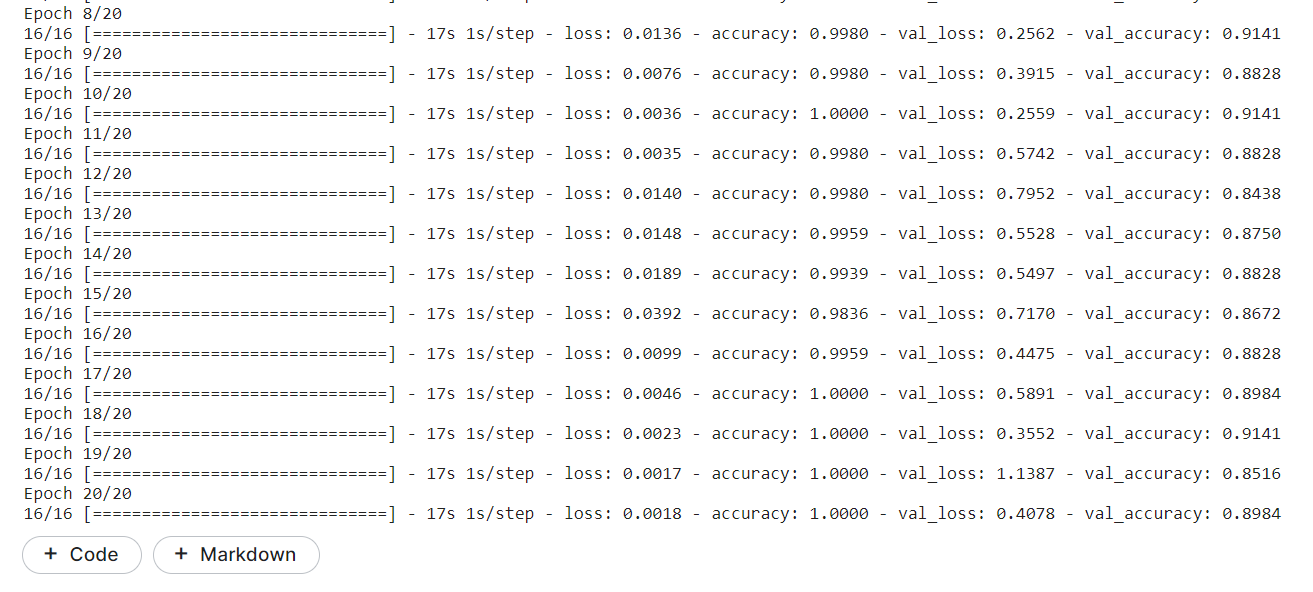 Epoch 8/20
16/16 [==============================] - 17s 1s/step - loss: 0.0136 - accuracy: 0.9980 - val_loss: 0.2562 - val_accuracy: 0.9141
Epoch 9/20
16/16 [==============================] - 17s 1s/step - loss: 0.0076 - accuracy: 0.9980 - val_loss: 0.3915 - val_accuracy: 0.8828
Epoch 10/20
16/16 [==============================] - 17s 1s/step - loss: 0.0036 - accuracy: 1.0000 - val_loss: 0.2559 - val_accuracy: 0.9141
Epoch 11/20
16/16 [==============================] - 17s 1s/step - loss: 0.0035 - accuracy: 0.9980 - val_loss: 0.5742 - val_accuracy: 0.8828
Epoch 12/20
16/16 [==============================] - 17s 1s/step - loss: 0.0140 - accuracy: 0.9980 - val_loss: 0.7952 - val_accuracy: 0.8438
Epoch 13/20
16/16 [==============================] - 17s 1s/step - loss: 0.0148 - accuracy: 0.9959 - val_loss: 0.5528 - val_accuracy: 0.8750
Epoch 14/20
16/16 [==============================] - 17s 1s/step - loss: 0.0189 - accuracy: 0.9939 - val_loss: 0.5497 - val_accuracy: 0.8828
Epoch 15/20
16/16 [==============================] - 17s 1s/step - loss: 0.0392 - accuracy: 0.9836 - val_loss: 0.7170 - val_accuracy: 0.8672
Epoch 16/20
16/16 [==============================] - 17s 1s/step - loss: 0.0099 - accuracy: 0.9959 - val_loss: 0.4475 - val_accuracy: 0.8828
Epoch 17/20
16/16 [==============================] - 17s 1s/step - loss: 0.0046 - accuracy: 1.0000 - val_loss: 0.5891 - val_accuracy: 0.8984
Epoch 18/20
16/16 [==============================] - 17s 1s/step - loss: 0.0023 - accuracy: 1.0000 - val_loss: 0.3552 - val_accuracy: 0.9141
Epoch 19/20
16/16 [==============================] - 17s 1s/step - loss: 0.0017 - accuracy: 1.0000 - val_loss: 1.1387 - val_accuracy: 0.8516
Epoch 20/20
16/16 [==============================] - 17s 1s/step - loss: 0.0018 - accuracy: 1.0000 - val_loss: 0.4078 - val_accuracy: 0.8984
+ Code + Markdown